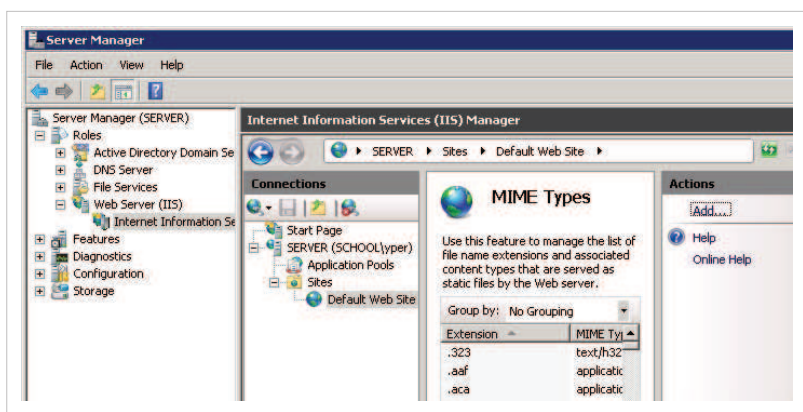 Server Manager
File Action View Help
Server Manager (SERVER)
Roles
Active Directory Domain Se
DNS Server
File Services
Web Server (IIS)
Internet Information Se
Features
Diagnostics
Configuration
Storage
Internet Information Services (IIS) Manager
SERVER Sites Default Web Site
Connections
Start Page
SERVER (SCHOOL\yper)
Application Pools
Sites
Default Web Site
MIME Types
Use this feature to manage the list of
file name extensions and associated
content types that are served as
static files by the Web server.
Group by: No Grouping
Extension MIME Ty
.323 text/h32
.aaf applicatic
.aca applicatic
Actions
Add...
Help
Online Help